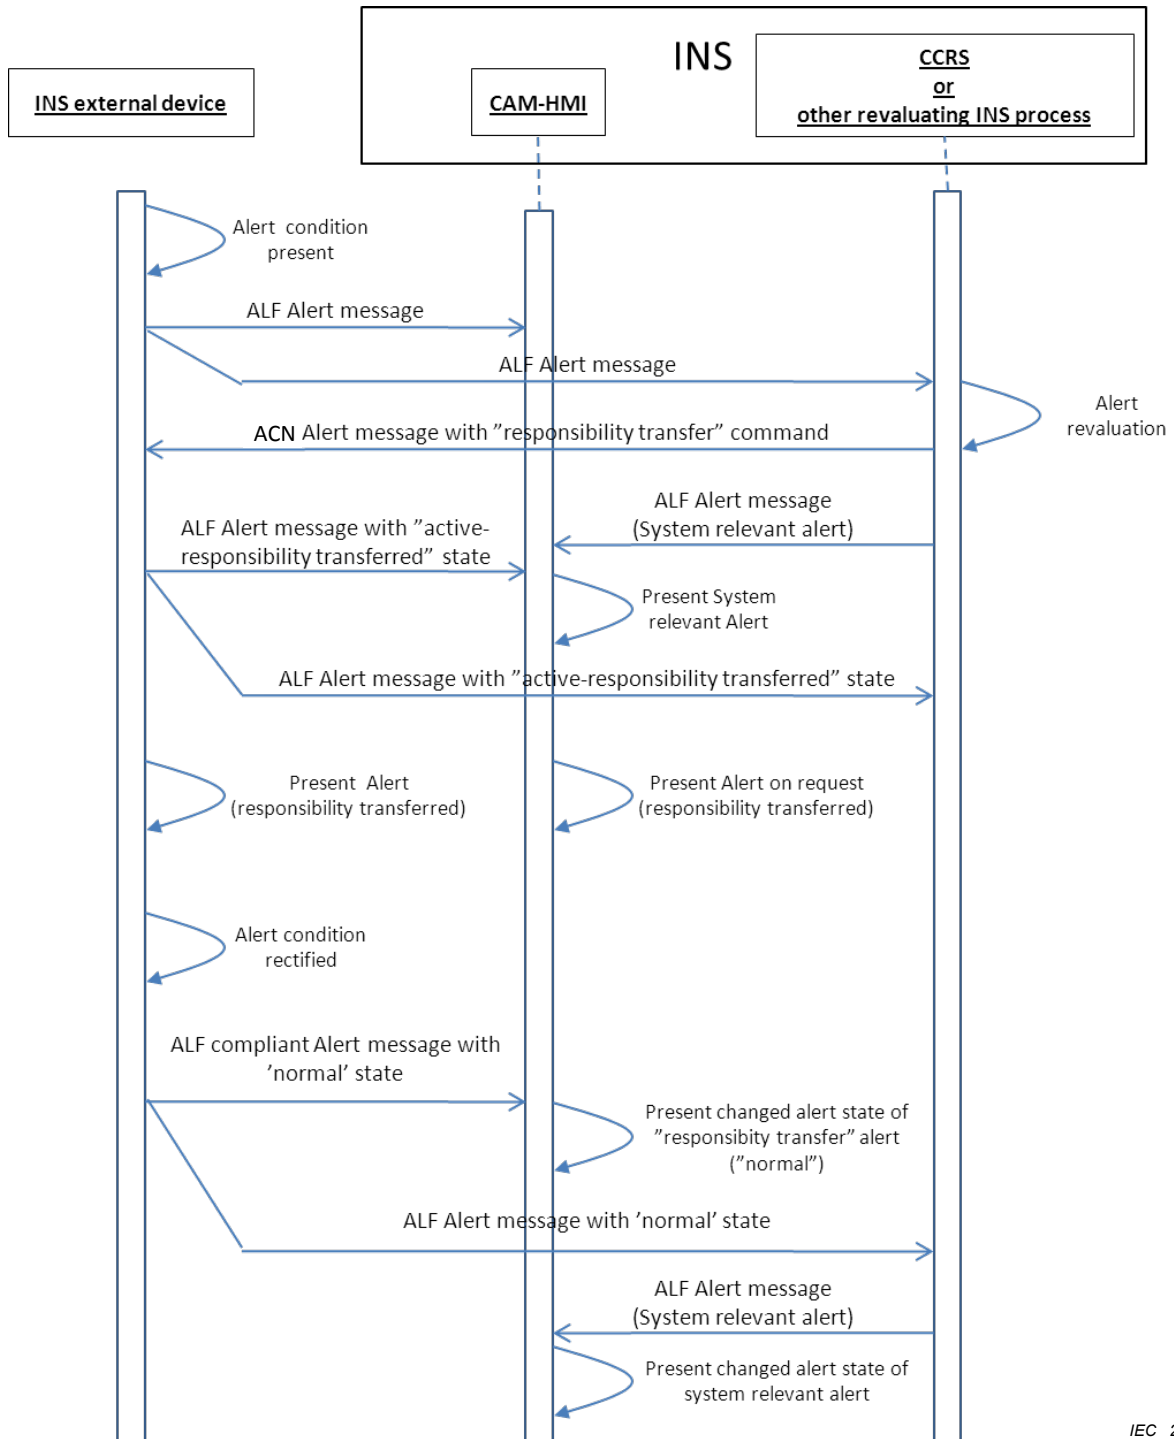 INS
CCRS
or
other revaluating INS process
INS external device
CAM-HMI
Alert condition
present
ALF Alert message
ALF Alert message
Alert
revaluation
ACN Alert message with ”responsibility transfer” command
ALF Alert message
(System relevant alert)
ALF Alert message with ”active-
responsibility transferred” state
Present System
relevant Alert
ALF Alert message with ”active-responsibility transferred” state
Present Alert
(responsibility transferred)
Present Alert on request
(responsibility transferred)
Alert condition
rectified
ALF compliant Alert message with
’normal’ state
Present changed alert state of
”responsibity transfer” alert
(”normal”)
ALF Alert message with ’normal’ state
ALF Alert message
(System relevant alert)
Present changed alert state of
system relevant alert
IEC